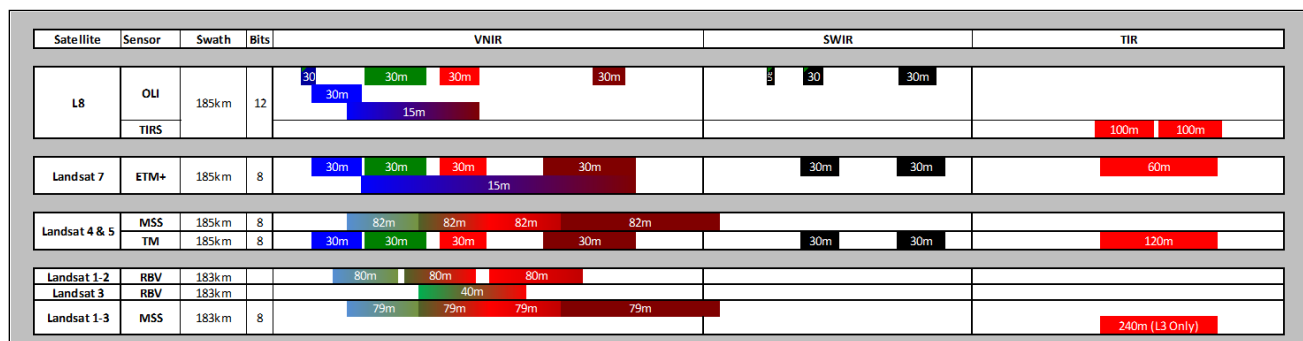 Satellite Sensor Swath Bits VNIR SWIR TIR
30 30m 30m 30m 30 30m
OLI 30m
L8 185km 12
15m
TIRS 100m 100m
30m 30m 30m 30m 30m 30m 60m
Landsat 7 ETM+ 185km 8
15m
MSS 185km 8 82m 82m 82m 82m
Landsat 4 & 5
TM 185km 8 30m 30m 30m 30m 30m 30m 120m
Landsat 1-2 RBV 183km 80m 80m 80m
Landsat 3 RBV 183km 40m
Landsat 1-3 MSS 183km 8 79m 79m 79m 79m
240m (L3 Only)